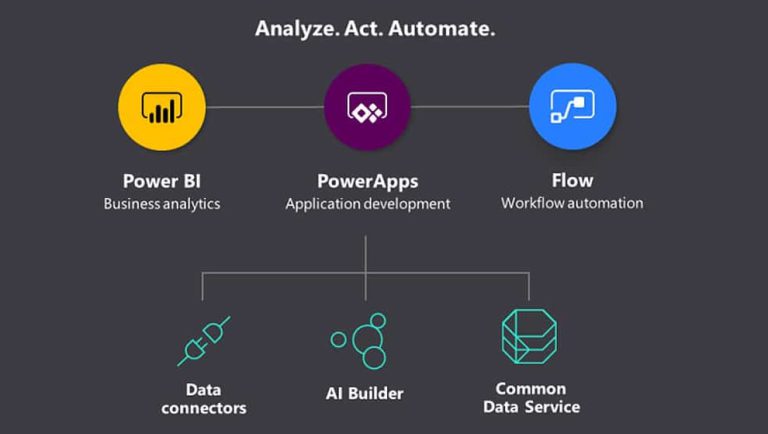 Analyze. Act. Automate.
Power BI
Business analytics
PowerApps
Application development
Flow
Workflow automation
Data
connectors
AI Builder
Common
Data Service